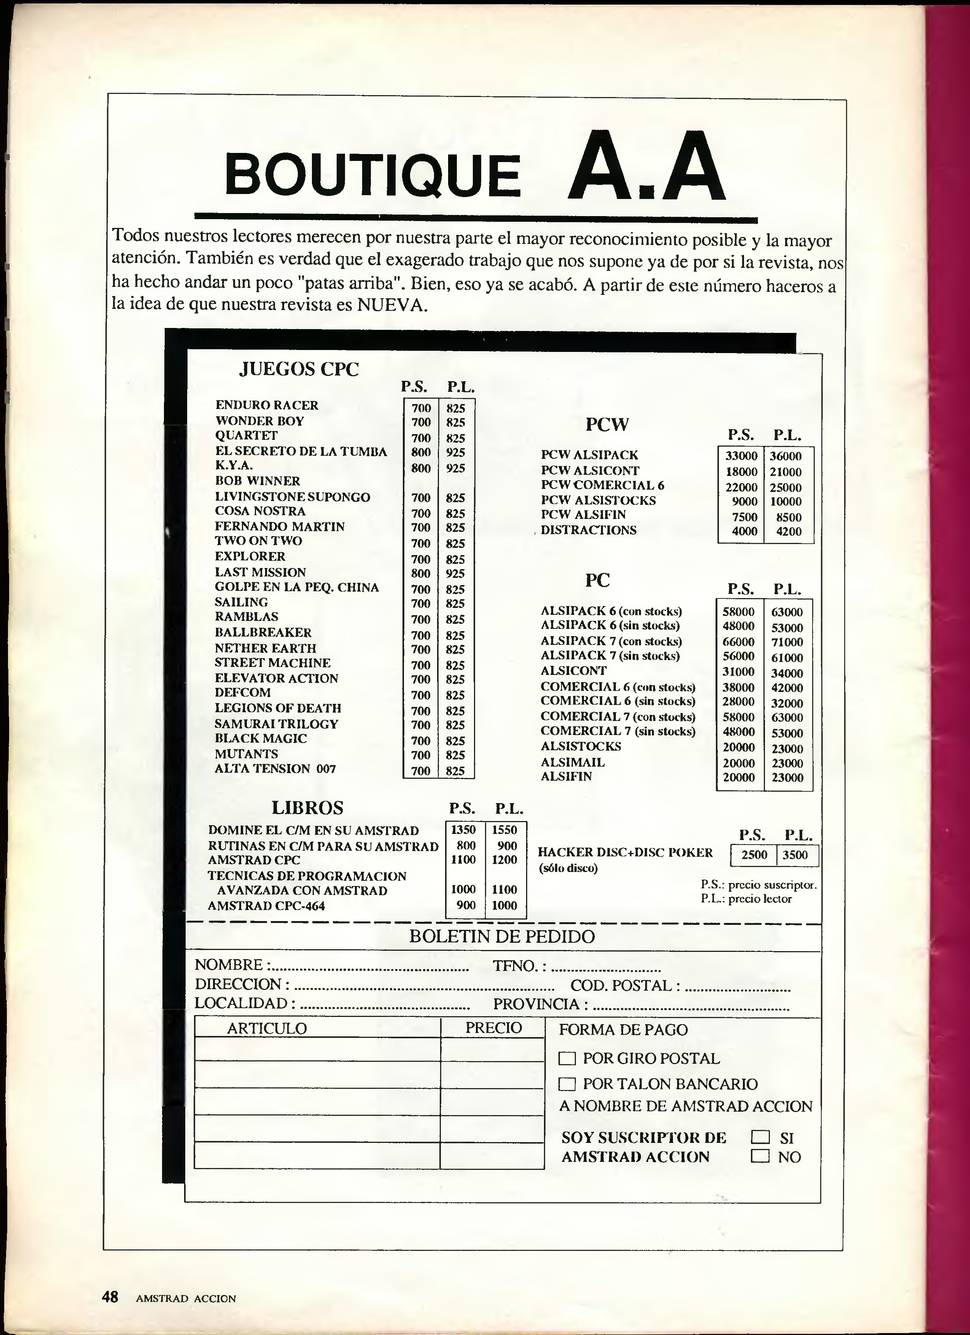 BOUTIQUE A.A
Todos nuestros lectores merecen por nuestra parte el mayor reconocimiento posible y la mayor
atención. También es verdad que el exagerado trabajo que nos supone ya de por si la revista, nos
ha hecho andar un poco "patas arriba". Bien, eso ya se acabó. A partir de este número haceros a
la idea de que nuestra revista es NUEVA.
JUEGOS CPC
P.S. P.L.
ENDURO RACER 700 825
WONDER BOY 700 825
QUARTET 700 825
EL SECRETO DE LA TUMBA 800 925
K.Y.A. 800 925
BOB WINNER
LIVINGSTONE SUPONGO 700 825
COSA NOSTRA 700 825
FERNANDO MARTIN 700 825
TWO ON TWO 700 825
EXPLORER 700 825
LAST MISSION 800 925
GOLPE EN LA PEQ. CHINA 700 825
SAILING 700 825
RAMBLAS 700 825
BALLBREAKER 700 825
NETHER EARTH 700 825
STREET MACHINE 700 825
ELEVATOR ACTION 700 825
DEFCOM 700 825
LEGIONS OF DEATH 700 825
SAMURAI TRILOGY 700 825
BLACK MAGIC 700 825
MUTANTS 700 825
ALTA TENSION 007 700 825
PCW
P.S. P.L.
PCW ALSIPACK 33000 36000
PCW ALSICONT 18000 21000
PCW COMERCIAL 6 22000 25000
PCW ALSISTOCKS 9000 10000
PCW ALSIFIN 7500 8500
DISTRACTIONS 4000 4200
PC
P.S. P.L.
ALSIPACK 6 (con stocks) 58000 63000
ALSIPACK 6 (sin stocks) 48000 53000
ALSIPACK 7 (con stocks) 66000 71000
ALSIPACK 7 (sin stocks) 56000 61000
ALSICONT 31000 34000
COMERCIAL 6 (con stocks) 38000 42000
COMERCIAL 6 (sin stocks) 28000 32000
COMERCIAL 7 (con stocks) 58000 63000
COMERCIAL 7 (sin stocks) 48000 53000
ALSISTOCKS 20000 23000
ALSIMAIL 20000 23000
ALSIFIN 20000 23000
LIBROS P.S. P.L.
DOMINE EL C/M EN SU AMSTRAD 1350 1550
RUTINAS EN C/M PARA SU AMSTRAD 800 900
AMSTRAD CPC 1100 1200
TECNICAS DE PROGRAMACION
AVANZADA CON AMSTRAD 1000 1100
AMSTRAD CPC-464 900 1000
P.S. P.L.
HACKER DISC+DISC POKER 2500 3500
(sólo disco)
P.S.: precio suscriptor.
P.L.: precio lector
BOLETIN DE PEDIDO
NOMBRE :.................................................. TFNO. : ............................
DIRECCION : .................................................................. COD. POSTAL : ...........................
LOCALIDAD : ........................................... PROVINCIA : ..................................................
ARTICULO PRECIO
FORMA DE PAGO
POR GIRO POSTAL
POR TALON BANCARIO
A NOMBRE DE AMSTRAD ACCION
SOY SUSCRIPTOR DE SI
AMSTRAD ACCION NO
48 AMSTRAD ACCION